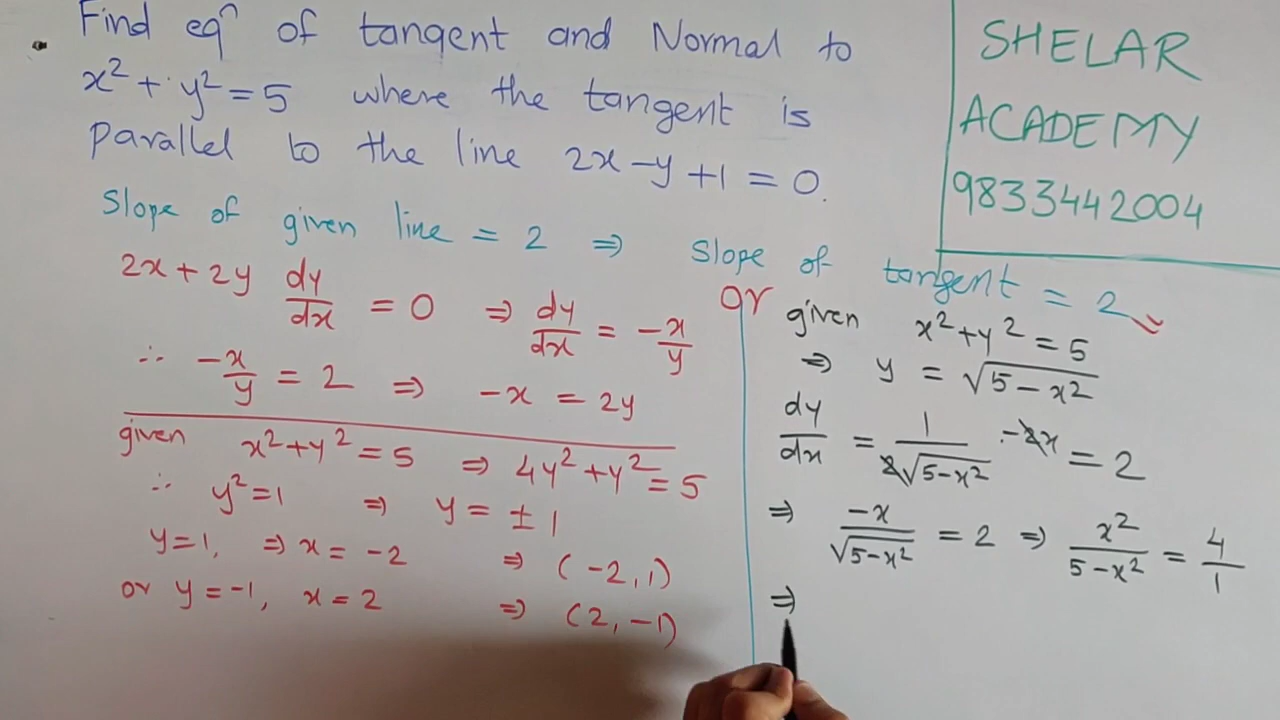 Find eqⁿ of tangent and Normal to
x² + y² = 5 where the tangent is
parallel to the line 2x - y + 1 = 0.
SHELAR
ACADEMY
9833442004
Slope of given line = 2 ⇒ Slope of tangent = 2
2x + 2y dy/dx = 0 ⇒ dy/dx = -x/y
∴ -x/y = 2 ⇒ -x = 2y
given x² + y² = 5 ⇒ 4y² + y² = 5
∴ y² = 1 ⇒ y = ± 1
y = 1, ⇒ x = -2 ⇒ (-2, 1)
or y = -1, x = 2 ⇒ (2, -1)
or
given x² + y² = 5
⇒ y = √(5 - x²)
dy/dx = 1/(2√(5-x²)) · -2x = 2
⇒ -x/√(5-x²) = 2 ⇒ x²/(5-x²) = 4/1
⇒